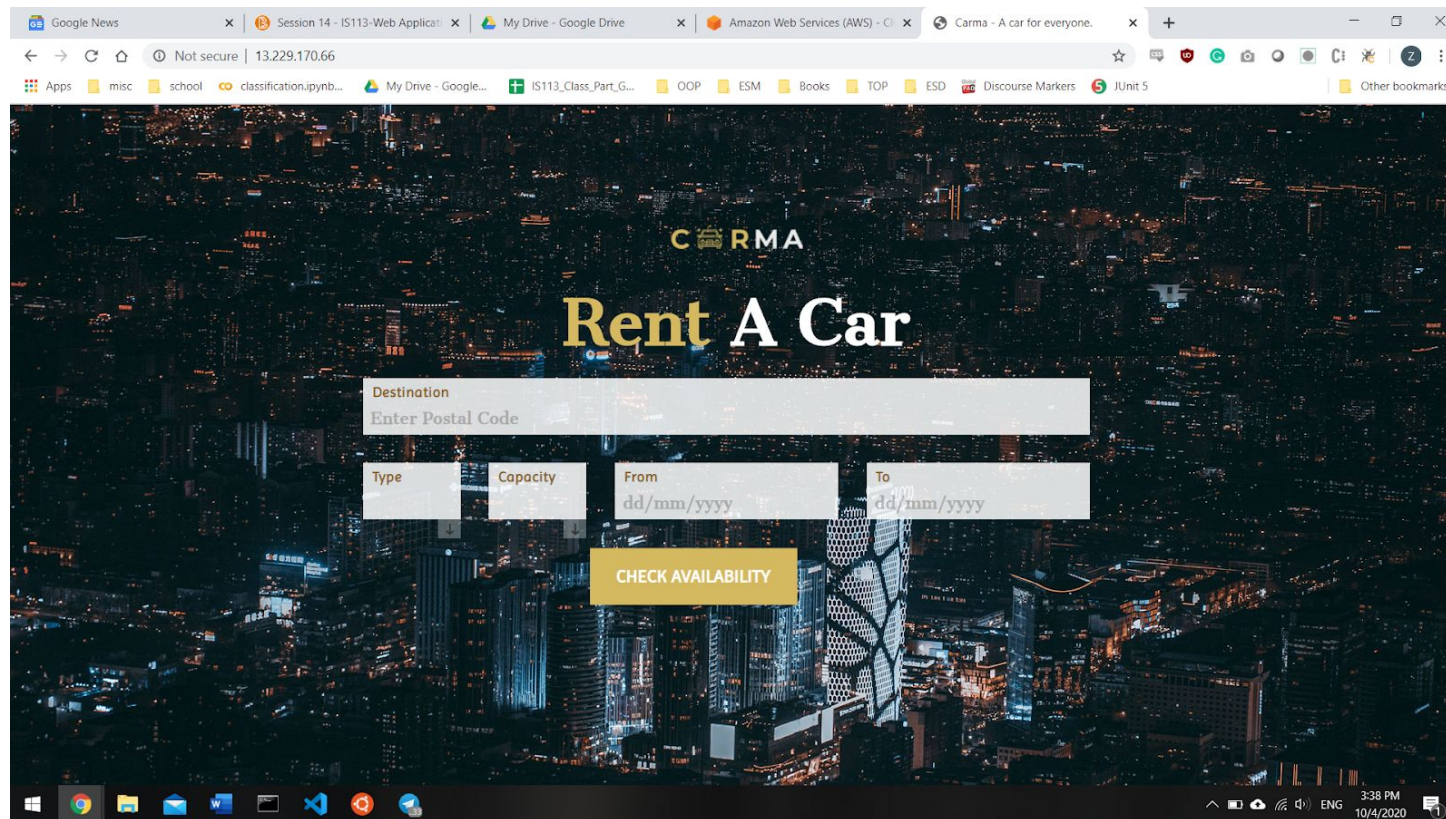 Google News
Session 14 - IS113-Web Applicati
My Drive - Google Drive
Amazon Web Services (AWS) - Cl
Carma - A car for everyone.
Not secure | 13.229.170.66
Apps
misc
school
classification.ipynb...
My Drive - Google...
IS113_Class_Part_G...
OOP
ESM
Books
TOP
ESD
Discourse Markers
JUnit 5
Other bookmarks
C RMA
Rent A Car
Destination
Enter Postal Code
Type
Capacity
From
To
dd/mm/yyyy
dd/mm/yyyy
CHECK AVAILABILITY
ENG
3:38 PM
10/4/2020